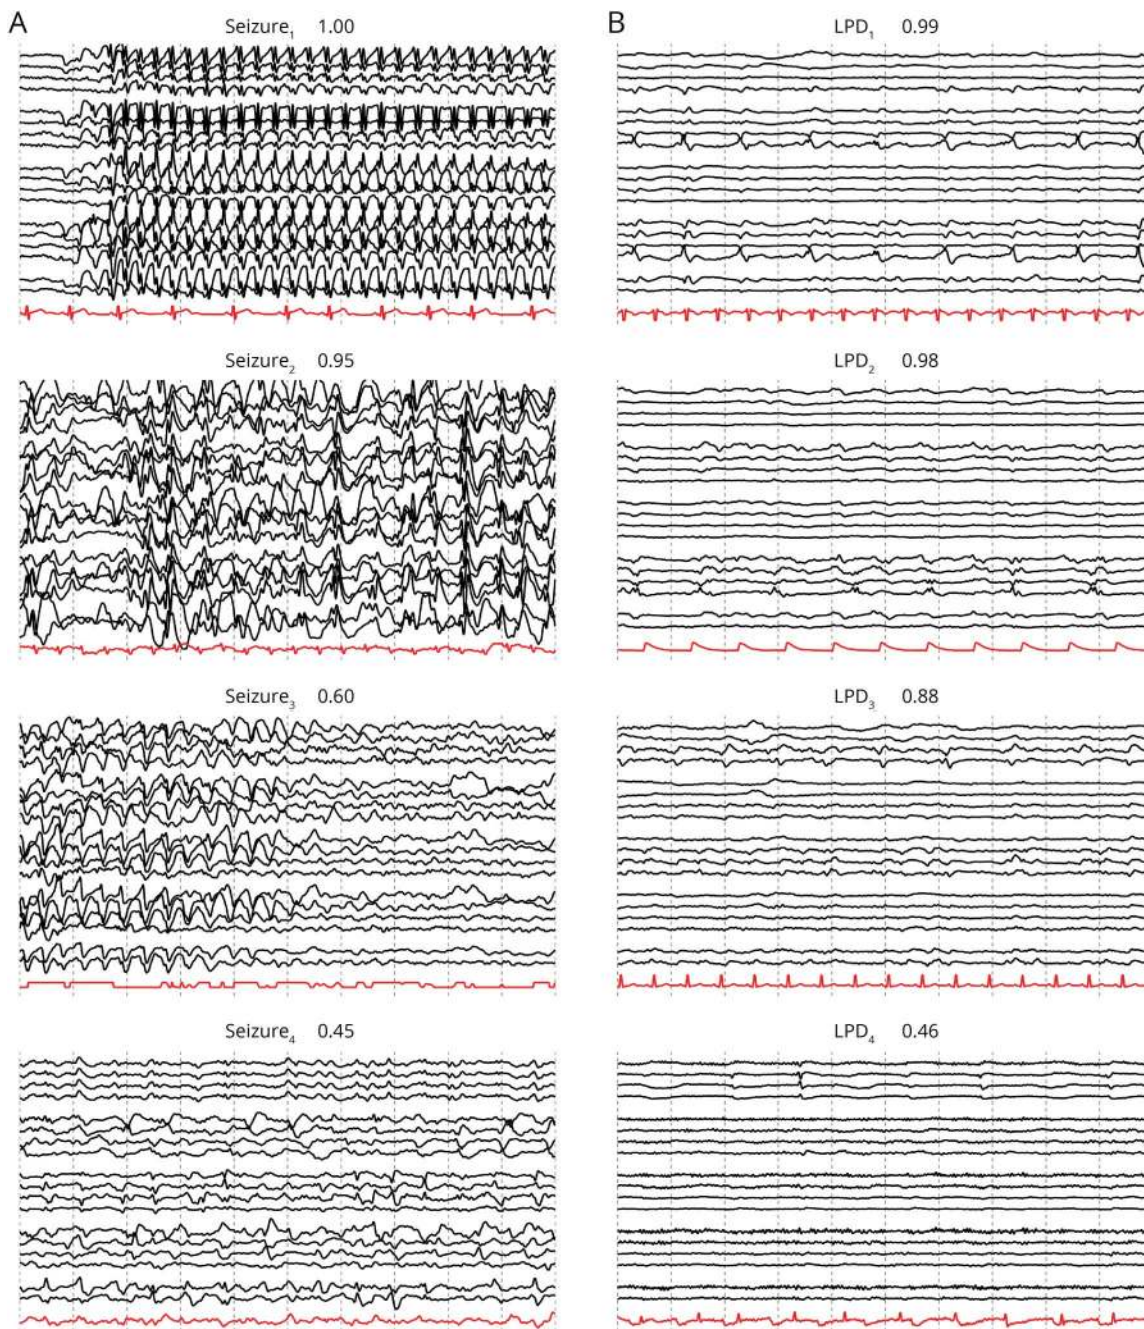 A
B
Seizure₁ 1.00
LPD₁ 0.99
Seizure₂ 0.95
LPD₂ 0.98
Seizure₃ 0.60
LPD₃ 0.88
Seizure₄ 0.45
LPD₄ 0.46